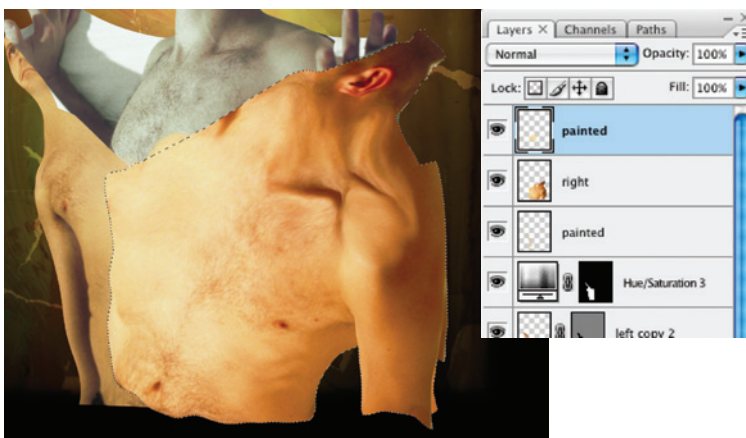 Layers × Channels Paths
Normal Opacity: 100%
Lock: Fill: 100%
painted
right
painted
Hue/Saturation 3
left copy 2